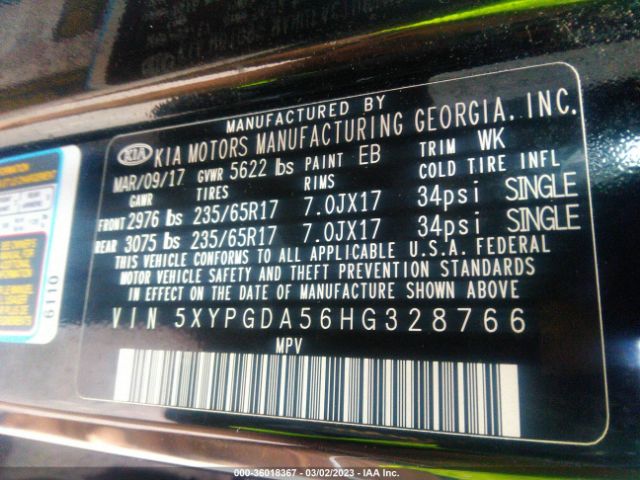 MANUFACTURED BY
KIA KIA MOTORS MANUFACTURING GEORGIA, INC.
MAR/09/17 GVWR 5622 lbs PAINT EB TRIM WK
GAWR TIRES RIMS COLD TIRE INFL
FRONT 2976 lbs 235/65R17 7.0JX17 34psi SINGLE
REAR 3075 lbs 235/65R17 7.0JX17 34psi SINGLE
THIS VEHICLE CONFORMS TO ALL APPLICABLE U.S.A. FEDERAL
MOTOR VEHICLE SAFETY AND THEFT PREVENTION STANDARDS
IN EFFECT ON THE DATE OF MANUFACTURE SHOWN ABOVE
VIN 5XYPGDA56HG328766
MPV
6110
000-36018367 - 03/02/2023 - IAA Inc.